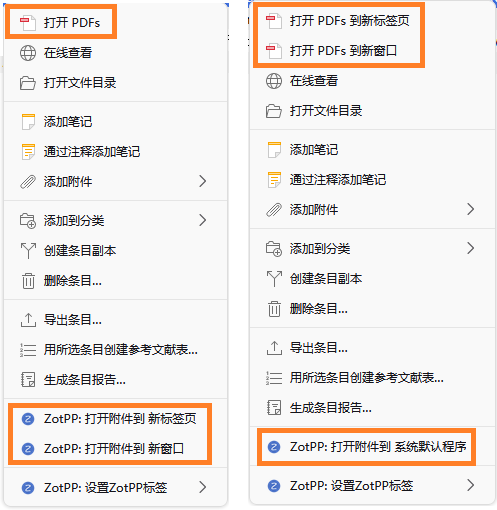 打开 PDFs
在线查看
打开文件目录
添加笔记
通过注释添加笔记
添加附件
添加到分类
创建条目副本
删除条目...
导出条目...
用所选条目创建参考文献表...
生成条目报告...
ZotPP: 打开附件到 新标签页
ZotPP: 打开附件到 新窗口
ZotPP: 设置ZotPP标签
打开 PDFs 到新标签页
打开 PDFs 到新窗口
在线查看
打开文件目录
添加笔记
通过注释添加笔记
添加附件
添加到分类
创建条目副本
删除条目...
导出条目...
用所选条目创建参考文献表...
生成条目报告...
ZotPP: 打开附件到 系统默认程序
ZotPP: 设置ZotPP标签